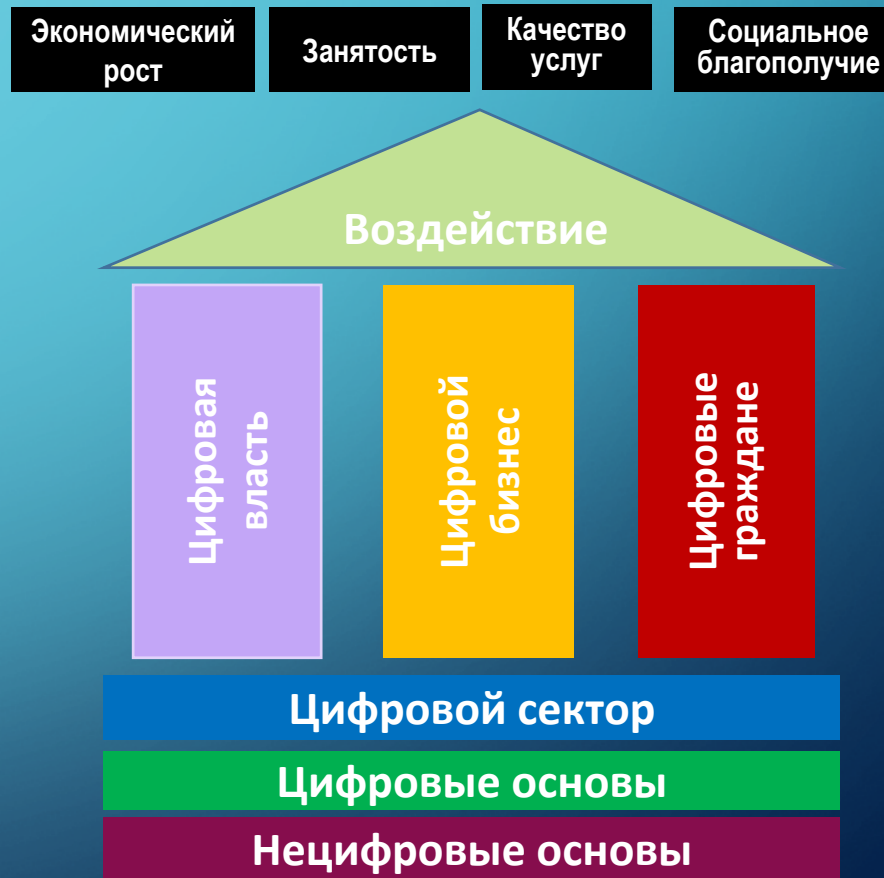 Экономический
рост
Занятость
Качество
услуг
Социальное
благополучие
Воздействие
Цифровая
власть
Цифровой
бизнес
Цифровые
граждане
Цифровой сектор
Цифровые основы
Нецифровые основы